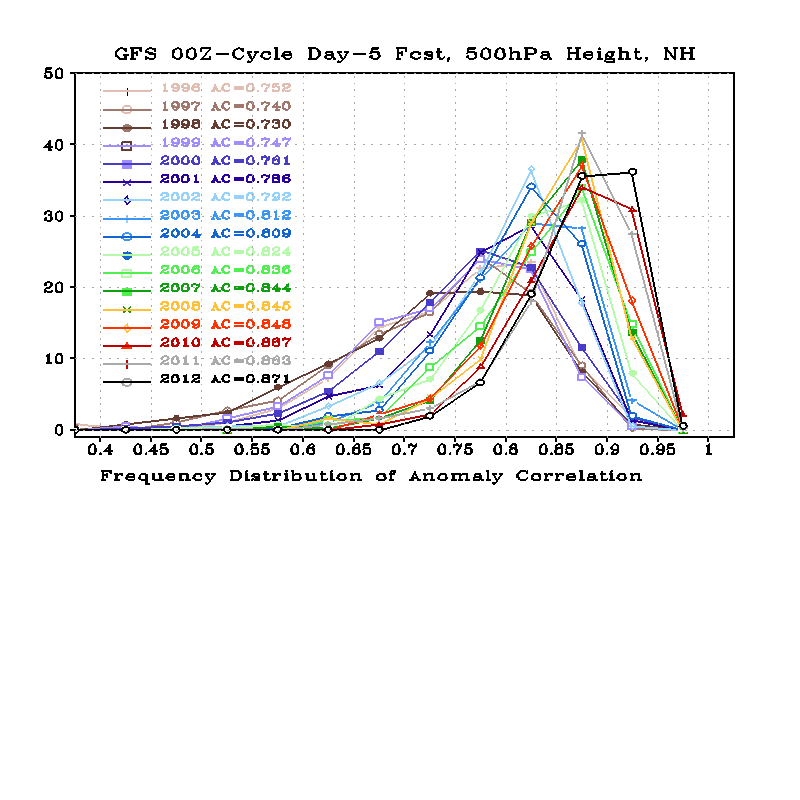 GFS 00Z-Cycle Day-5 Fcst, 500hPa Height, NH
50
40
30
20
10
0
1996 AC=0.752
1997 AC=0.740
1998 AC=0.730
1999 AC=0.747
2000 AC=0.761
2001 AC=0.786
2002 AC=0.792
2003 AC=0.812
2004 AC=0.809
2005 AC=0.824
2006 AC=0.836
2007 AC=0.844
2008 AC=0.845
2009 AC=0.848
2010 AC=0.867
2011 AC=0.863
2012 AC=0.871
0.4 0.45 0.5 0.55 0.6 0.65 0.7 0.75 0.8 0.85 0.9 0.95 1
Frequency Distribution of Anomaly Correlation